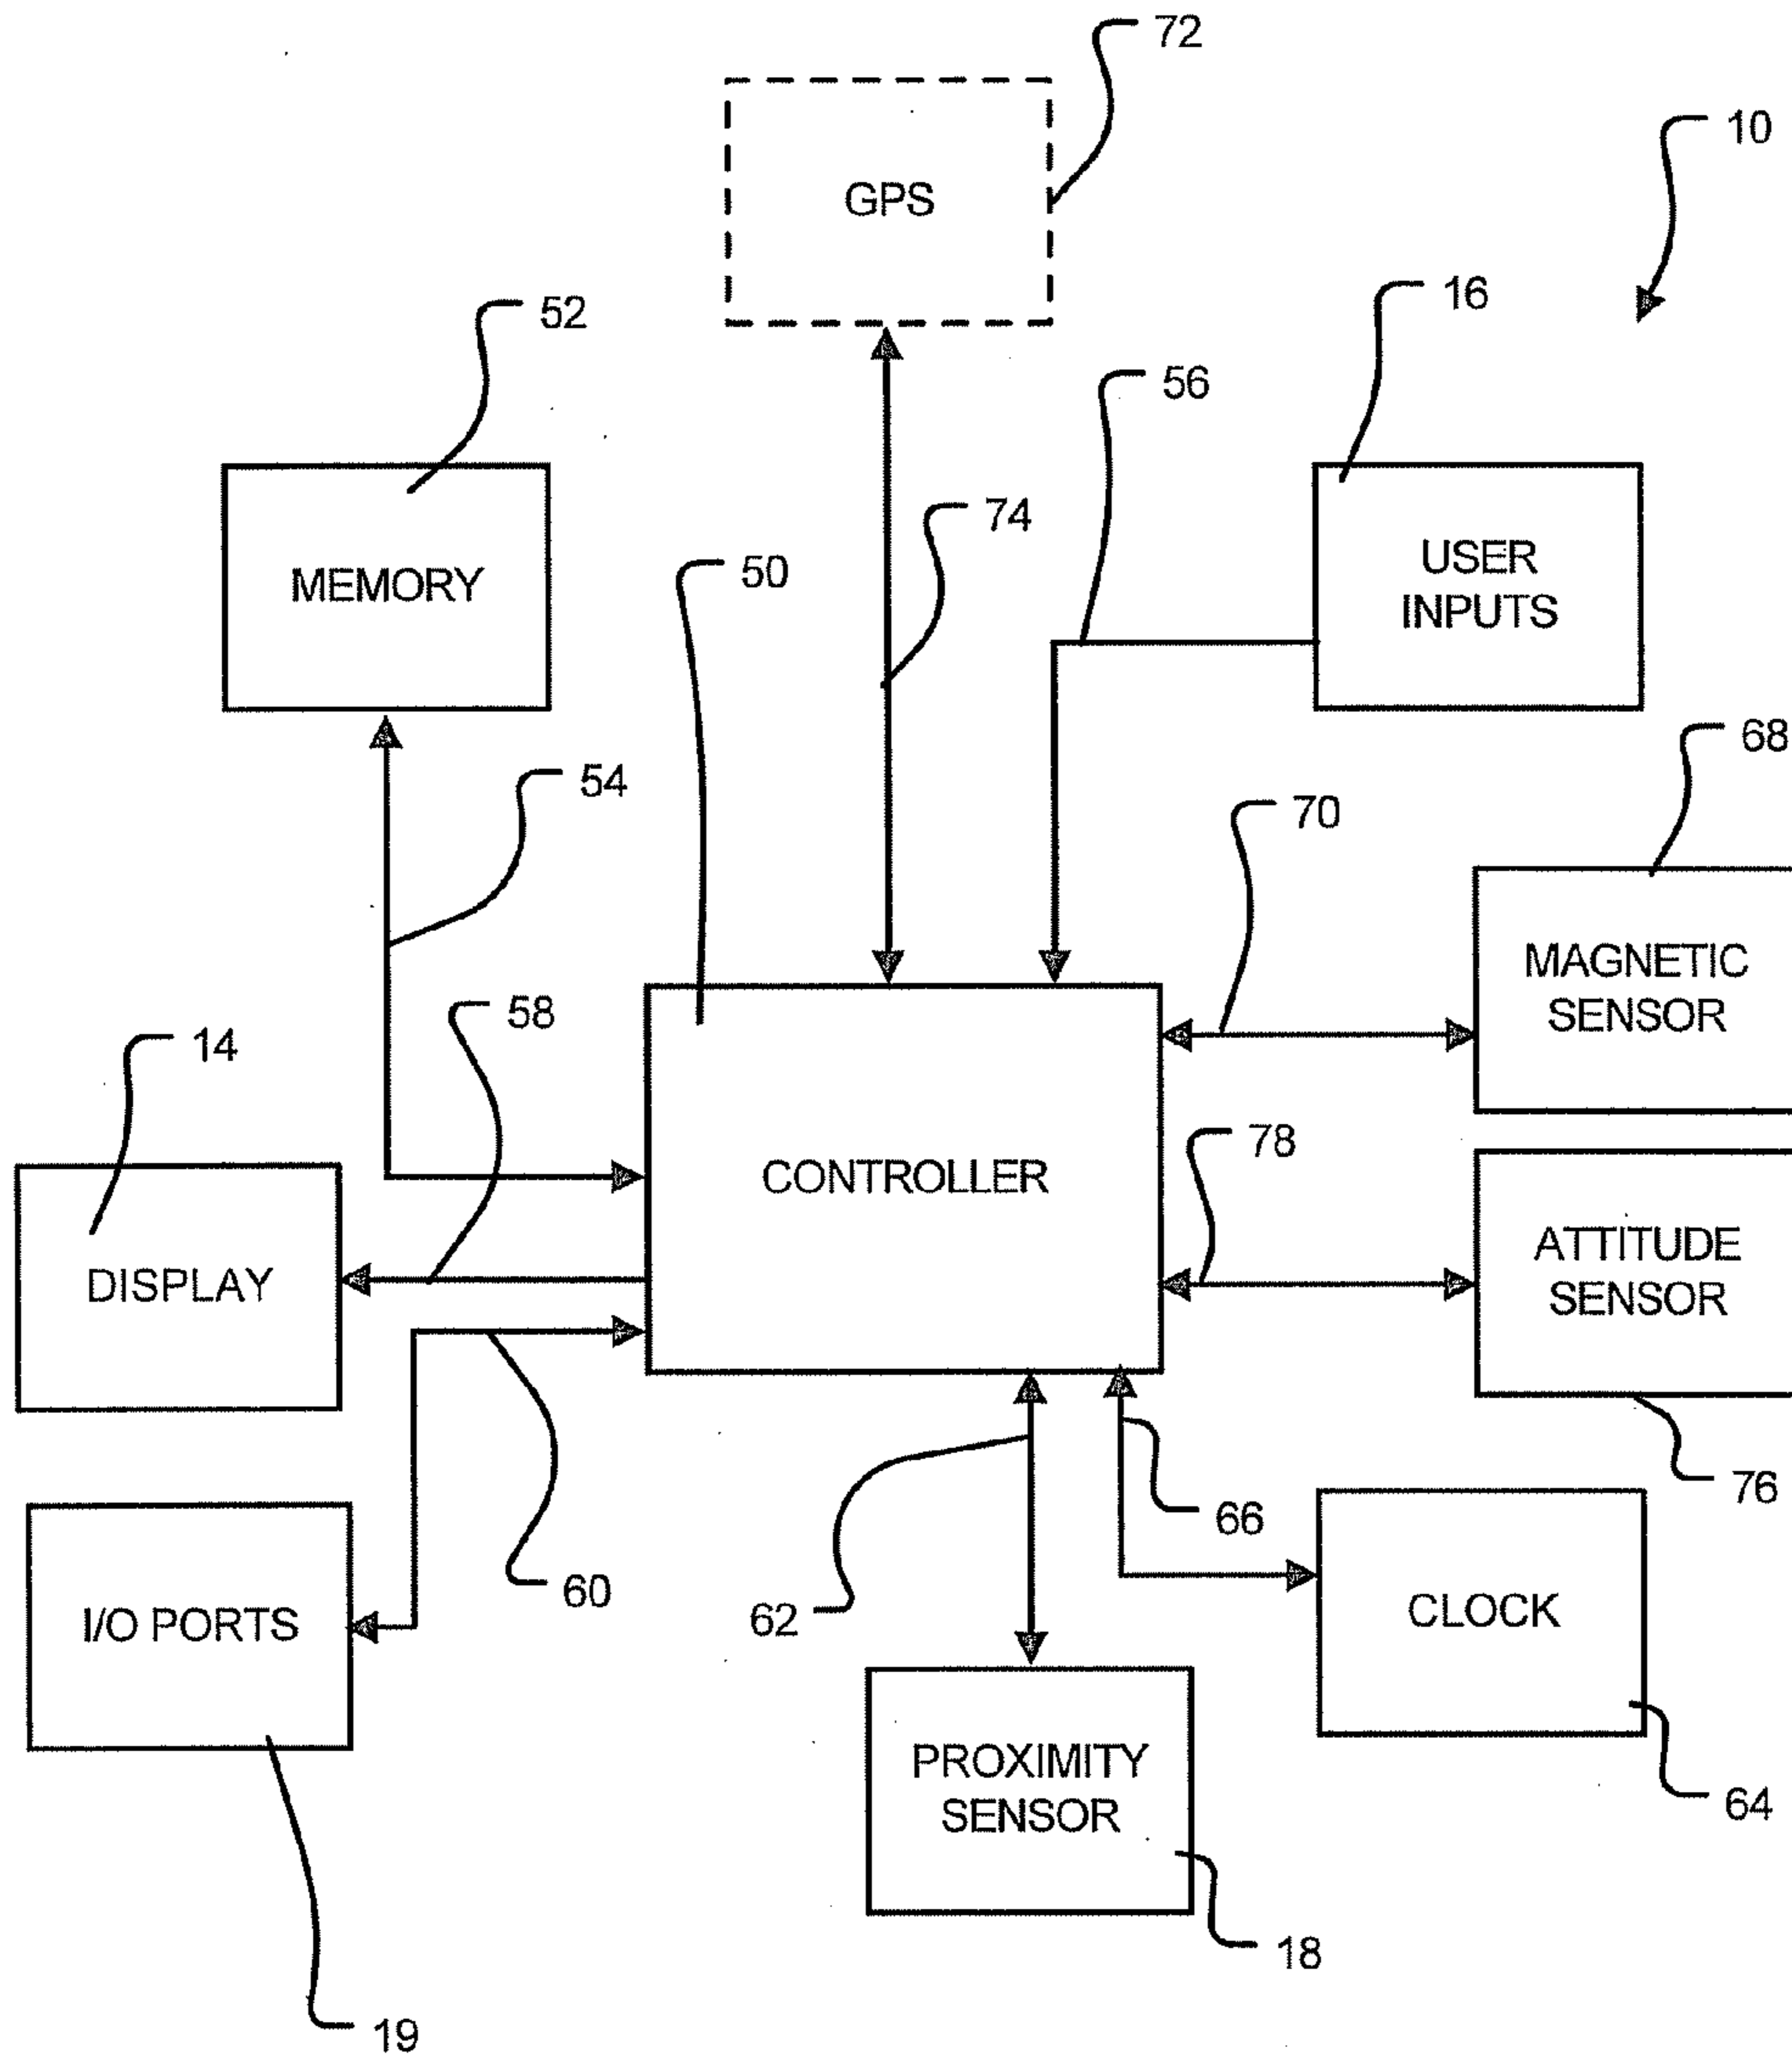 72
10
GPS
16
52
56
74
50
USER
INPUTS
MEMORY
68
54
70
MAGNETIC
SENSOR
58
14
78
CONTROLLER
ATTITUDE
SENSOR
DISPLAY
76
66
60
62
I/O PORTS
CLOCK
PROXIMITY
SENSOR
64
18
19